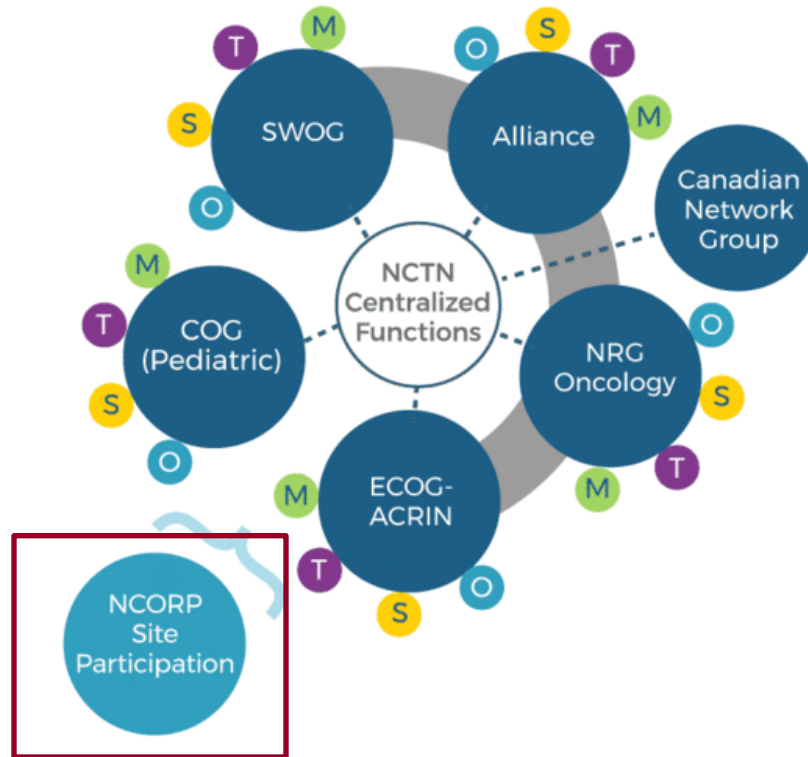 M
T
S
O
SWOG
O
S
T
M
Alliance
Canadian
Network
Group
NCTN
Centralized
Functions
M
T
S
O
COG
(Pediatric)
O
S
T
M
NRG
Oncology
M
T
S
O
ECOG-
ACRIN
NCORP
Site
Participation